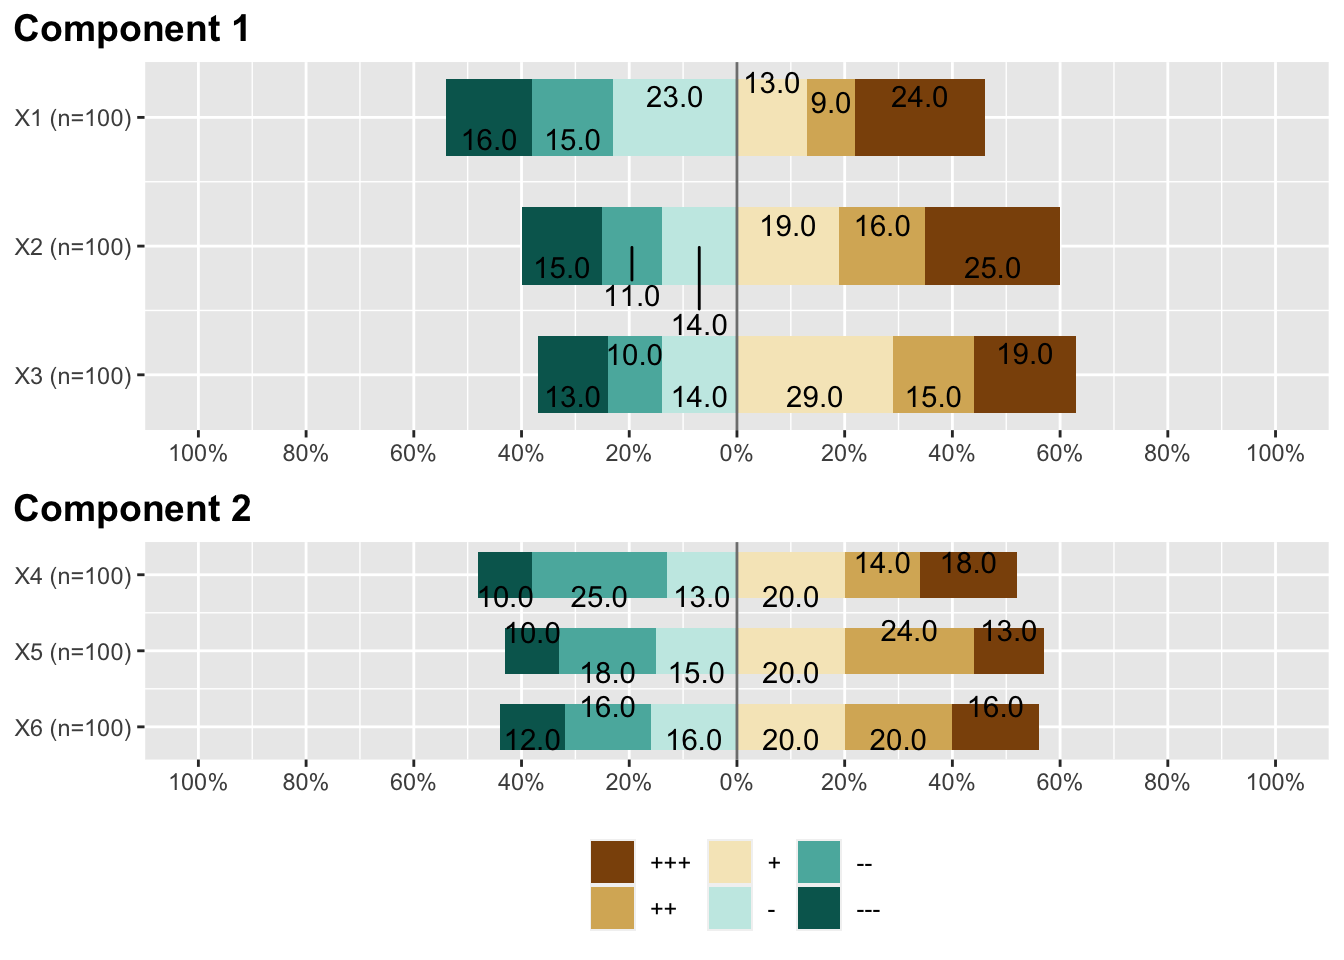 Component 1
X1 (n=100)
16.0 15.0 23.0 13.0 9.0 24.0
X2 (n=100)
15.0 11.0 14.0 19.0 16.0 25.0
X3 (n=100)
13.0 10.0 14.0 29.0 15.0 19.0
100% 80% 60% 40% 20% 0% 20% 40% 60% 80% 100%
Component 2
X4 (n=100)
10.0 25.0 13.0 20.0 14.0 18.0
X5 (n=100)
10.0 18.0 15.0 20.0 24.0 13.0
X6 (n=100)
12.0 16.0 16.0 20.0 20.0 16.0
100% 80% 60% 40% 20% 0% 20% 40% 60% 80% 100%
+++ + --
++ - ---